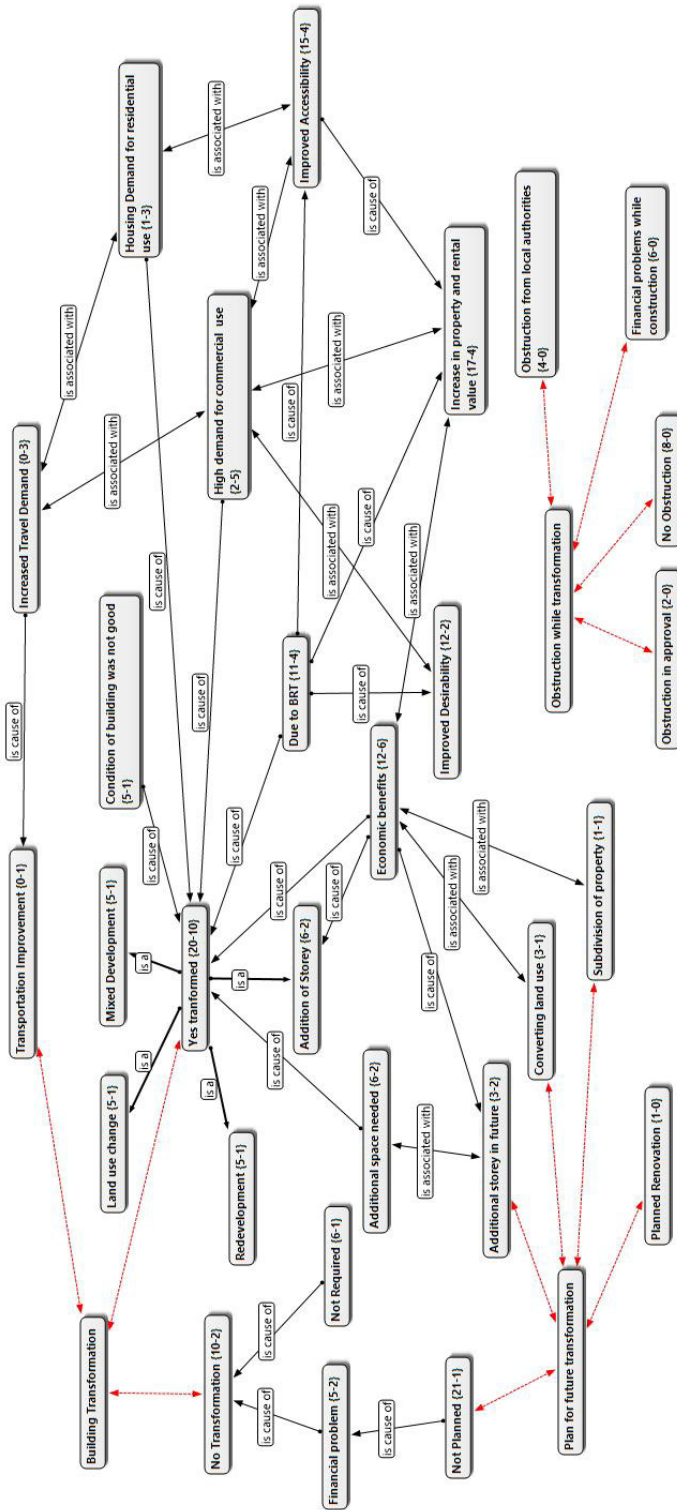 Building Transformation
Transportation Improvement {0-1}
Increased Travel Demand {0-3}
is cause of
is associated with
is associated with
Housing Demand for residential
use {1-3}
Land use change {5-1}
Mixed Development {5-1}
Condition of building was not good
{5-1}
is a
is a
is cause of
is cause of
No Transformation {10-2}
Yes tranformed {20-10}
High demand for commercial use
{2-5}
is associated with
is cause of
is cause of
is a
is a
is cause of
is associated with
Redevelopment {5-1}
Improved Accessibility {15-4}
is cause of
Due to BRT {11-4}
is cause of
is cause of
Addition of Storey {6-2}
is associated with
Financial problem {5-2}
Not Required {6-1}
is cause of
is associated with
is cause of
is cause of
is cause of
Additional space needed {6-2}
Economic benefits {12-6}
is cause of
is associated with
is cause of
Improved Desirability {12-2}
Increase in property and rental
value {17-4}
Not Planned {21-1}
is associated with
is cause of
is associated with
is associated with
Additional storey in future {3-2}
Converting land use {3-1}
Obstruction while transformation
Obstruction from local authorities
{4-0}
Plan for future transformation
Subdivision of property {1-1}
Planned Renovation {1-0}
Obstruction in approval {2-0}
No Obstruction {8-0}
Financial problems while
construction {6-0}